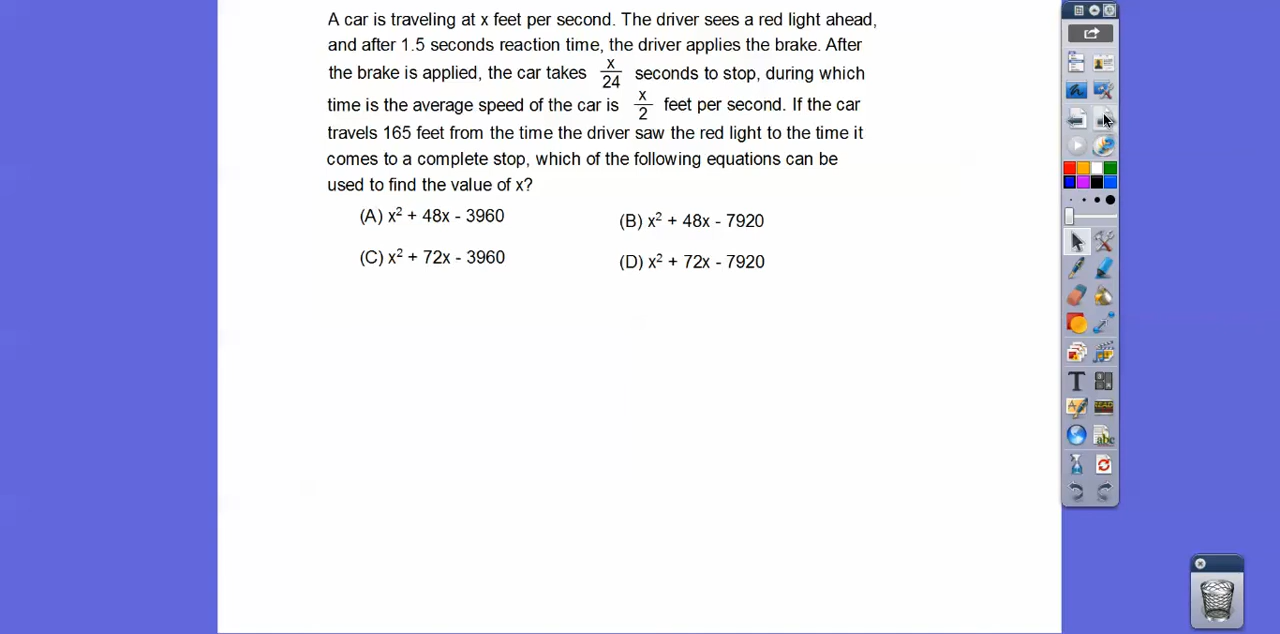 A car is traveling at x feet per second. The driver sees a red light ahead,
and after 1.5 seconds reaction time, the driver applies the brake. After
the brake is applied, the car takes x/24 seconds to stop, during which
time is the average speed of the car is x/2 feet per second. If the car
travels 165 feet from the time the driver saw the red light to the time it
comes to a complete stop, which of the following equations can be
used to find the value of x?
(A) x² + 48x - 3960
(B) x² + 48x - 7920
(C) x² + 72x - 3960
(D) x² + 72x - 7920